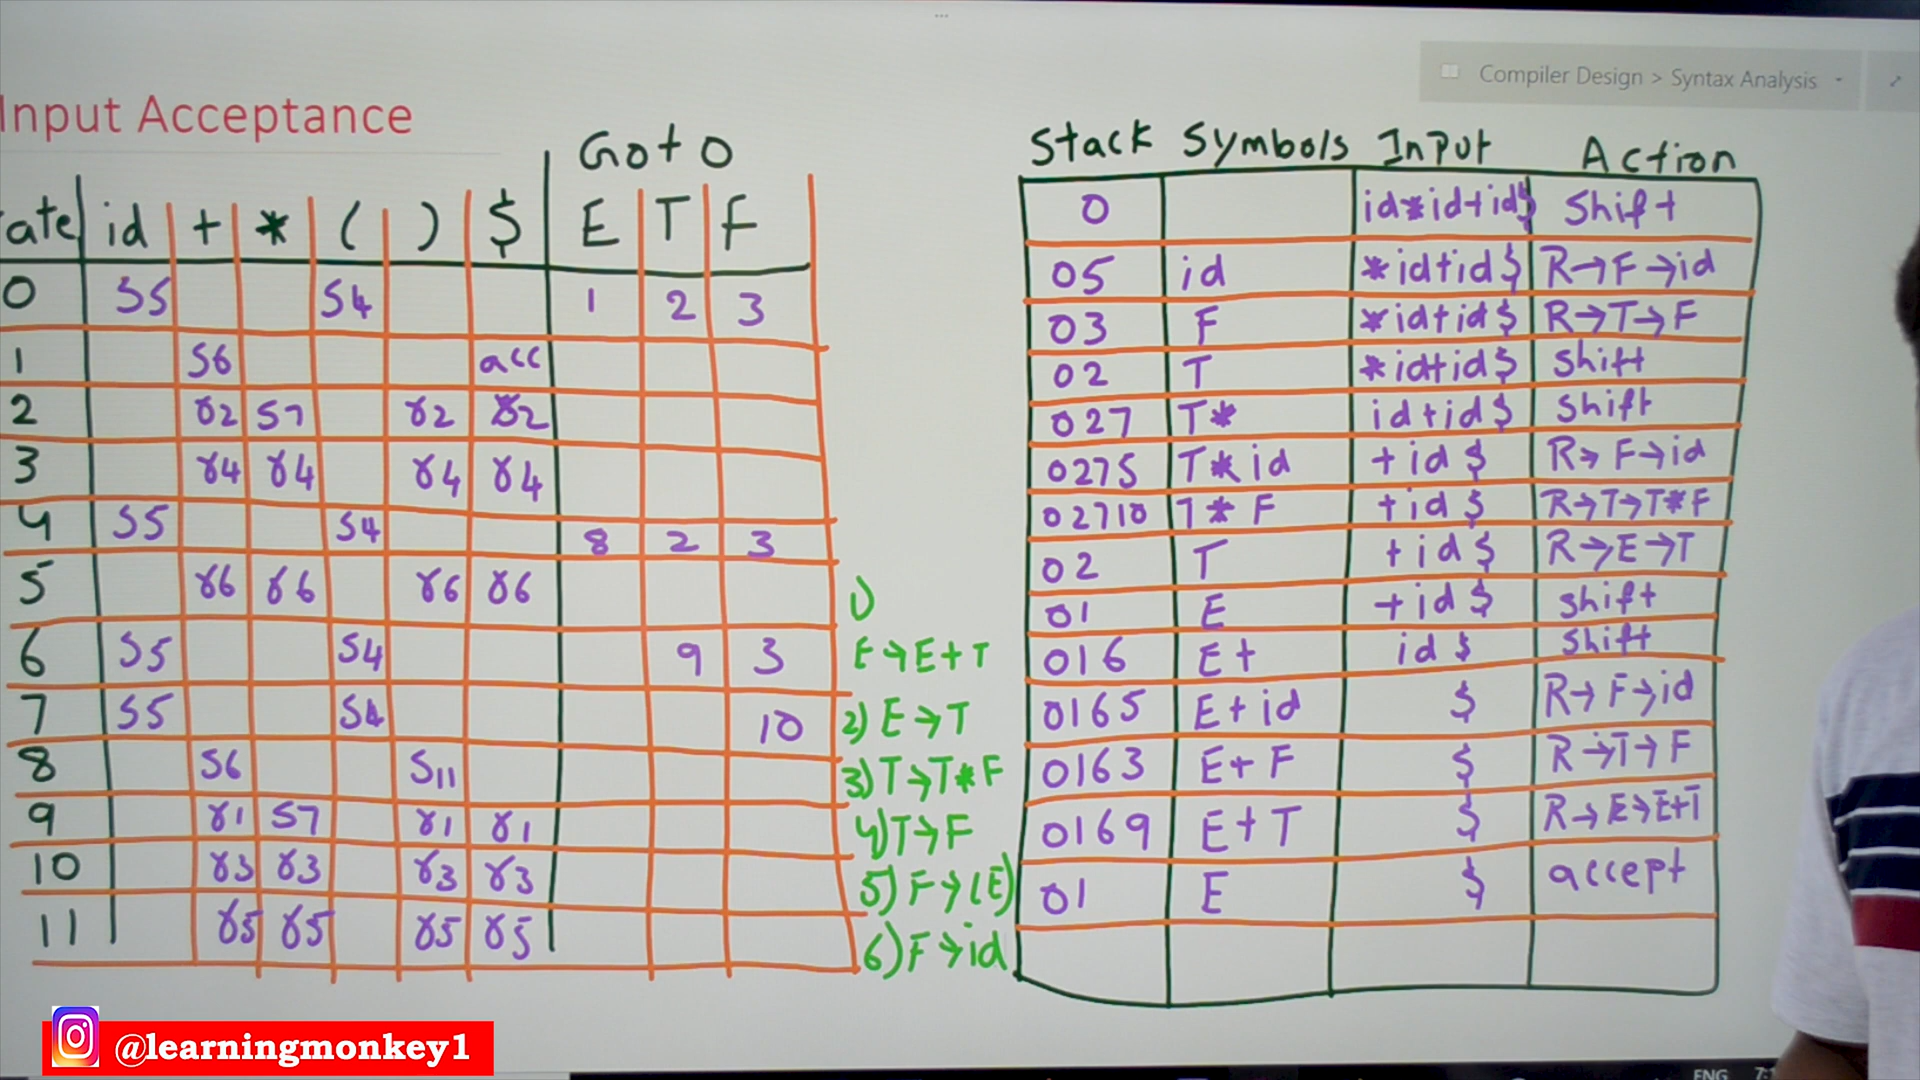 Compiler Design > Syntax Analysis
Input Acceptance
Goto
ate id + * ( ) $ E T F
0 S5 S4 1 2 3
1 S6 acc
2 r2 S7 r2 r2
3 r4 r4 r4 r4
4 S5 S4 8 2 3
5 r6 r6 r6 r6
6 S5 S4 9 3
7 S5 S4 10
8 S6 S11
9 r1 S7 r1 r1
10 r3 r3 r3 r3
11 r5 r5 r5 r5
1)
E→E+T
2) E→T
3) T→T*F
4) T→F
5) F→(E)
6) F→id
Stack Symbols Input Action
0 id*id+id$ Shift
05 id *id+id$ R→F→id
03 F *id+id$ R→T→F
02 T *id+id$ Shift
027 T* id+id$ Shift
0275 T*id +id$ R→F→id
02710 T*F +id$ R→T→T*F
02 T +id$ R→E→T
01 E +id$ Shift
016 E+ id$ Shift
0165 E+id $ R→F→id
0163 E+F $ R→T→F
0169 E+T $ R→E→E+T
01 E $ accept
@learningmonkey1
ENG